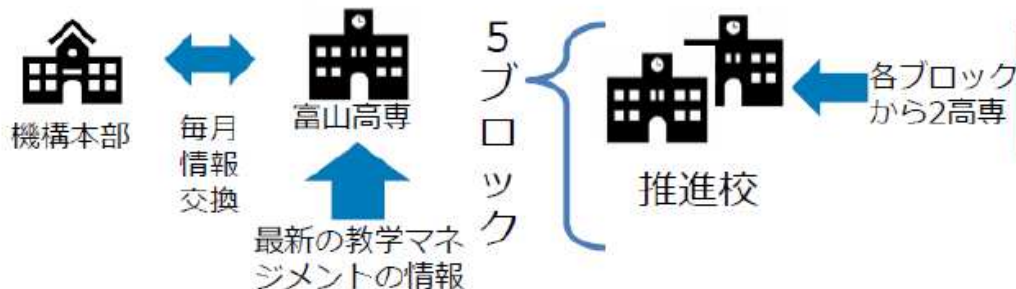 機構本部
毎月
情報
交換
富山高専
最新の教学マネ
ジメントの情報
5ブロック
推進校
各ブロック
から2高専